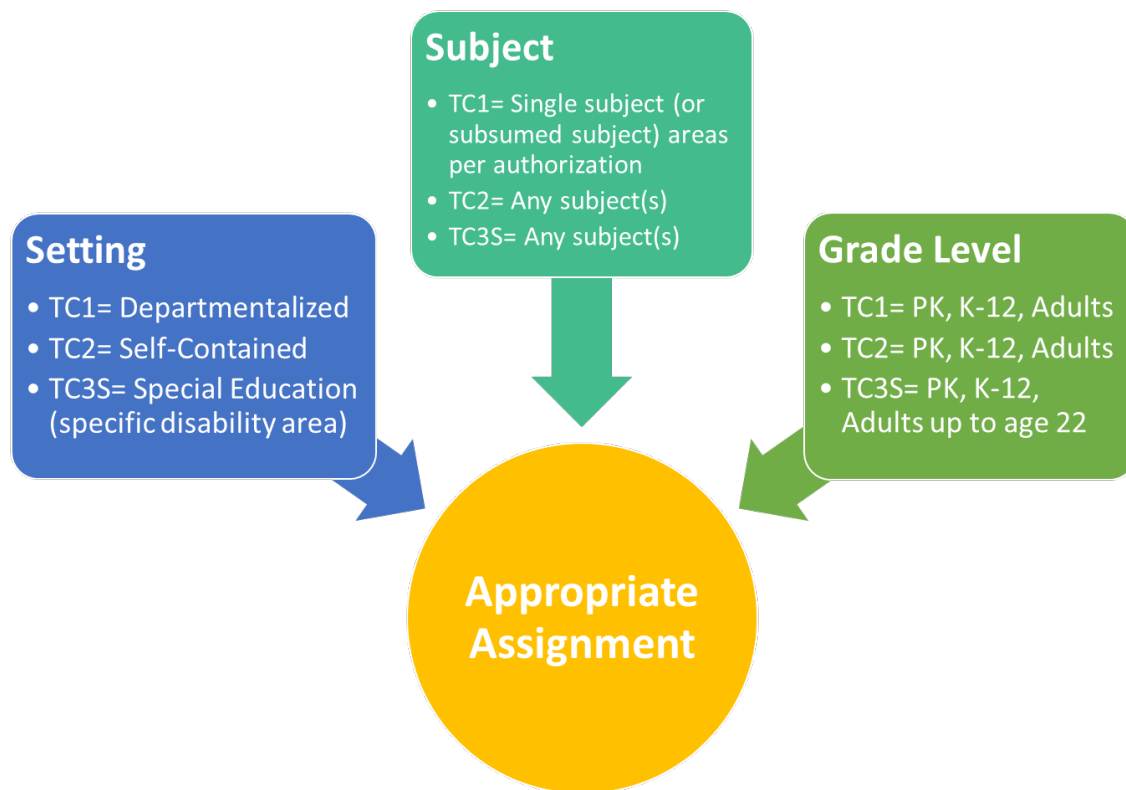 Subject
• TC1= Single subject (or
subsumed subject) areas
per authorization
• TC2= Any subject(s)
• TC3S= Any subject(s)
Setting
• TC1= Departmentalized
• TC2= Self-Contained
• TC3S= Special Education
(specific disability area)
Grade Level
• TC1= PK, K-12, Adults
• TC2= PK, K-12, Adults
• TC3S= PK, K-12,
Adults up to age 22
Appropriate
Assignment